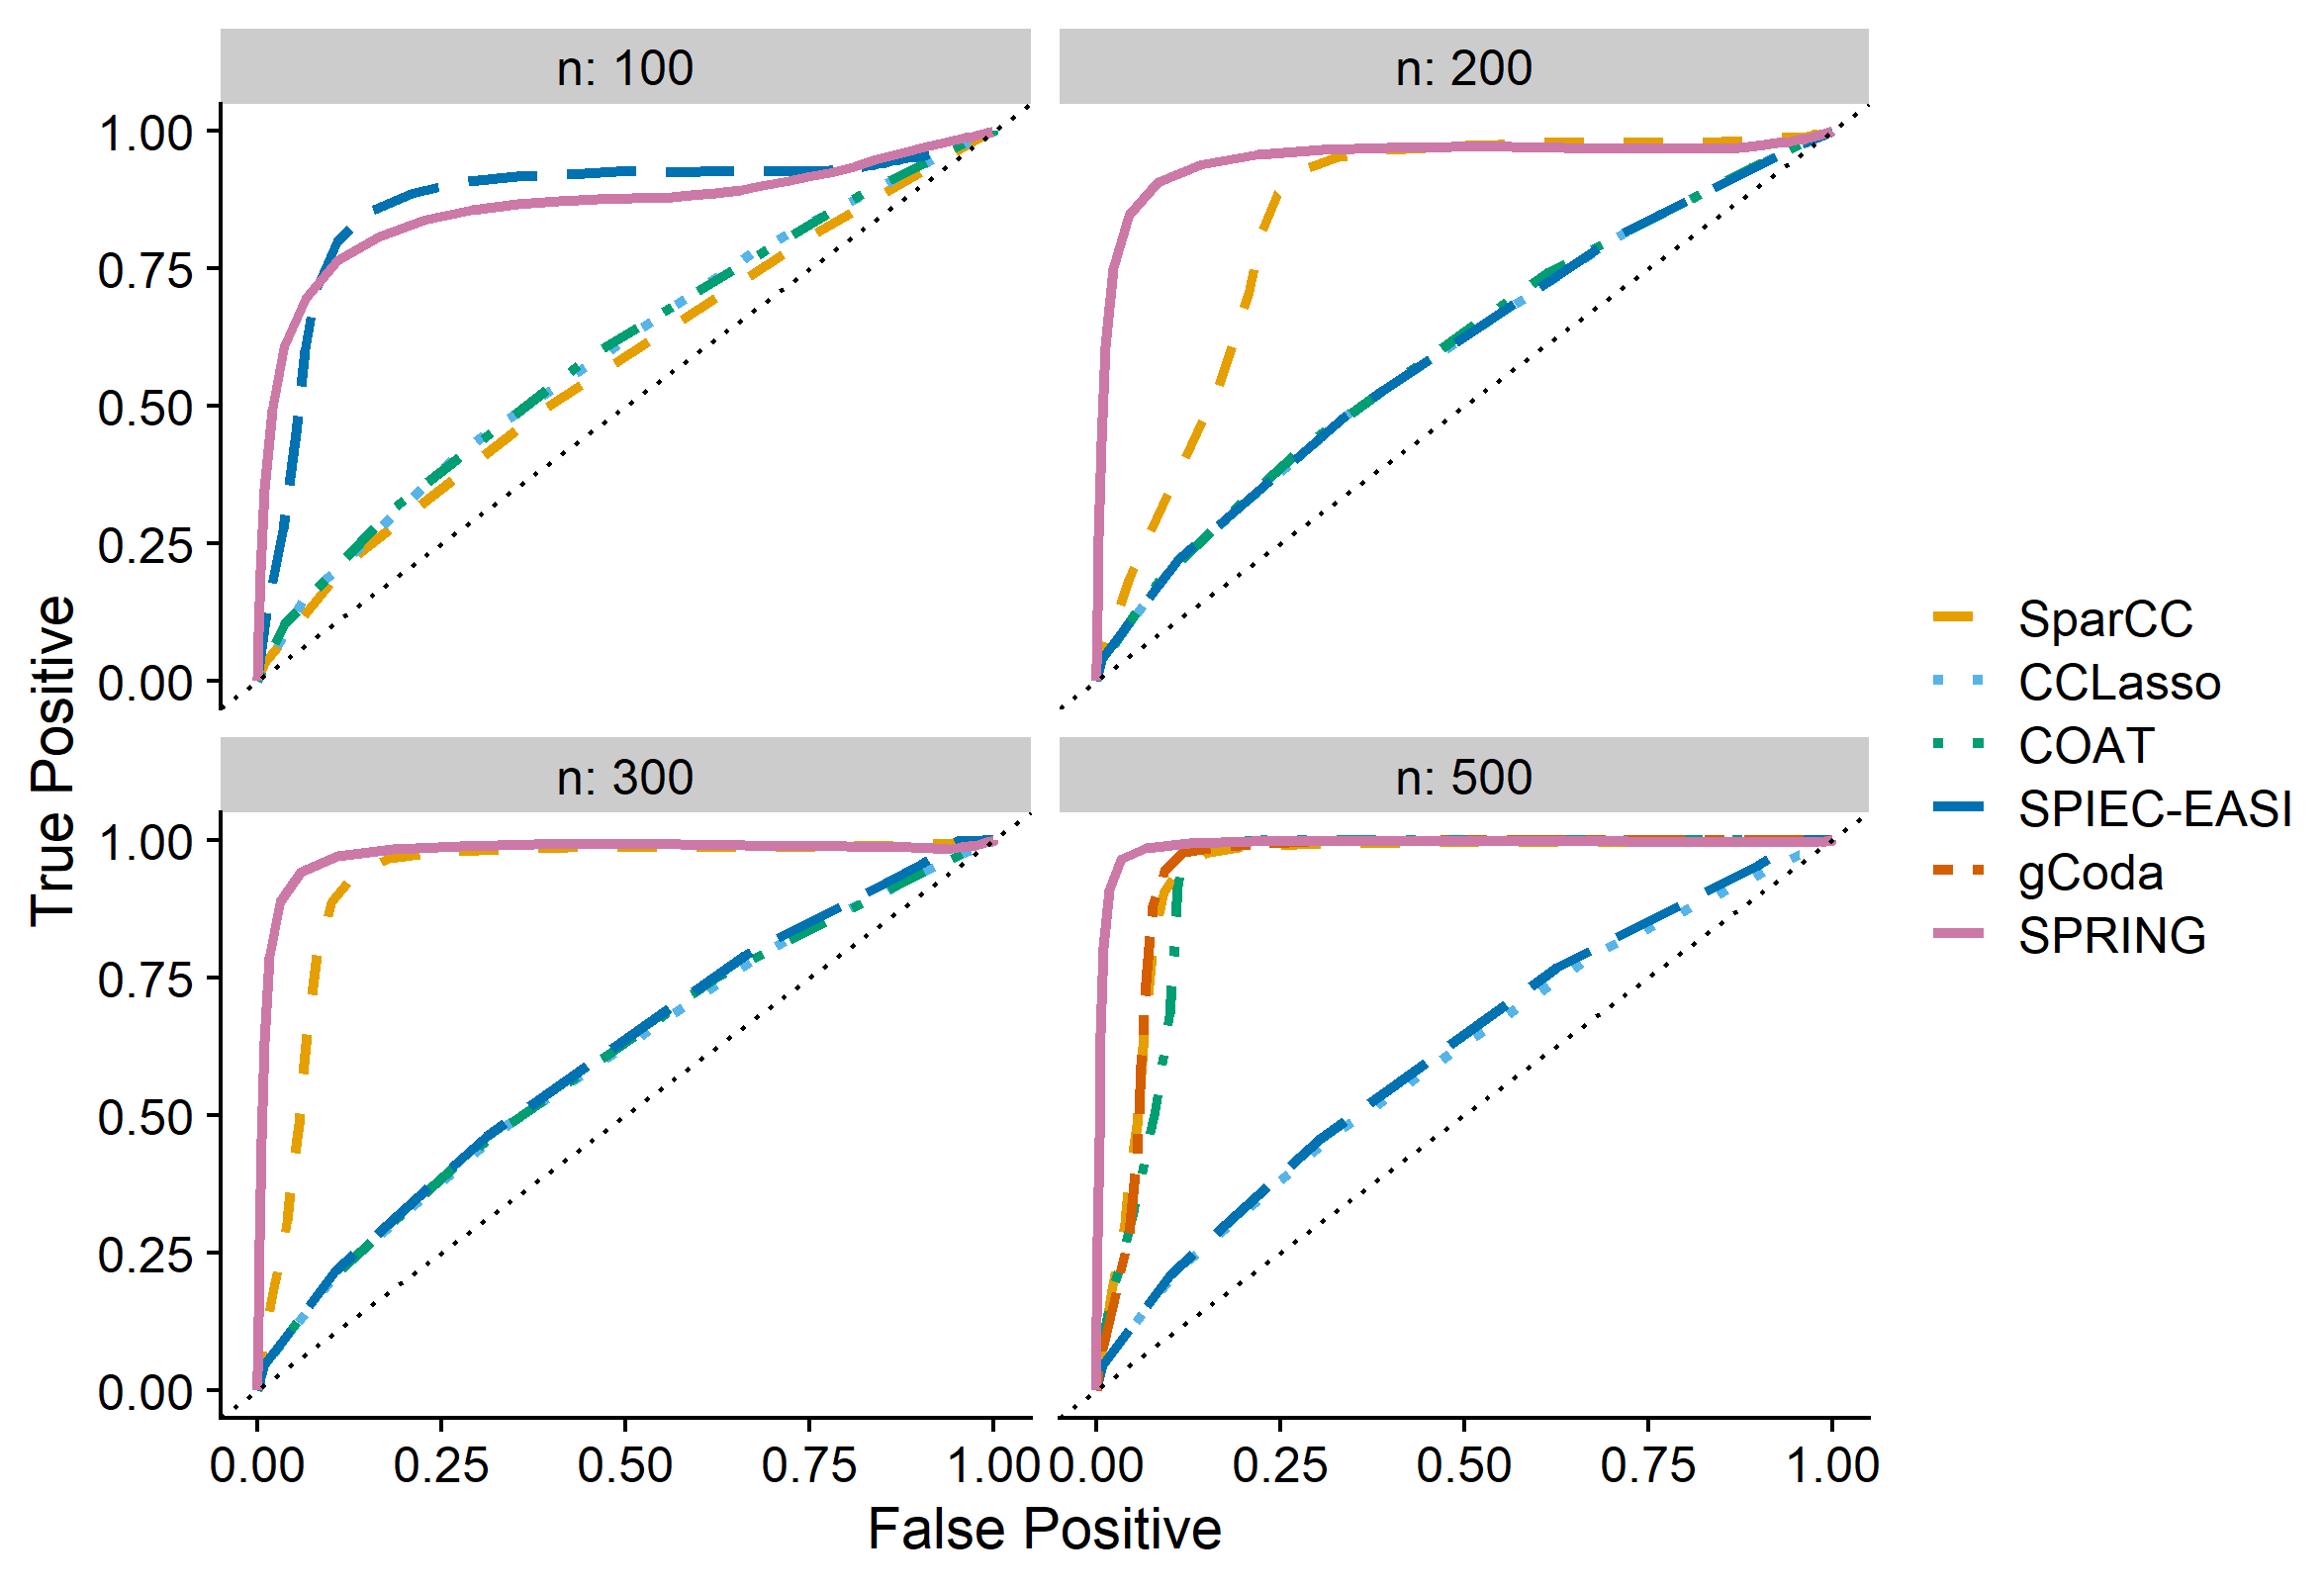 n: 100
n: 200
1.00
0.75
0.50
0.25
0.00
n: 300
n: 500
1.00
0.75
0.50
0.25
0.00
0.00 0.25 0.50 0.75 1.00
0.00 0.25 0.50 0.75 1.00
True Positive
False Positive
SparCC
CCLasso
COAT
SPIEC-EASI
gCoda
SPRING